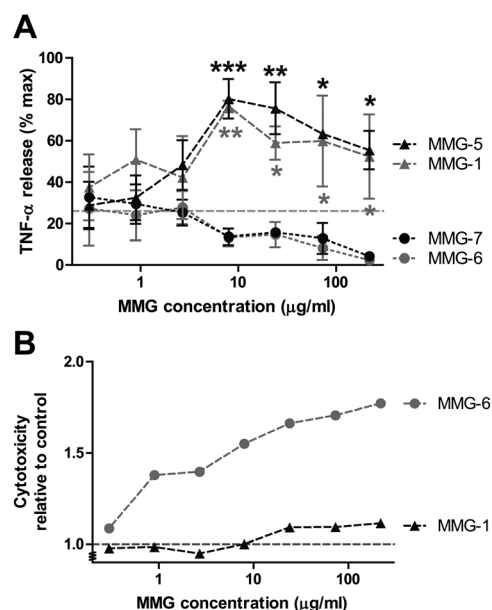 A
TNF-α release (% max)
100
80
60
40
20
0
***
**
*
*
**
*
*
*
MMG-5
MMG-1
MMG-7
MMG-6
1
10
100
MMG concentration (μg/ml)
B
Cytotoxicity
relative to control
2.0
1.5
1.0
MMG-6
MMG-1
1
10
100
MMG concentration (μg/ml)